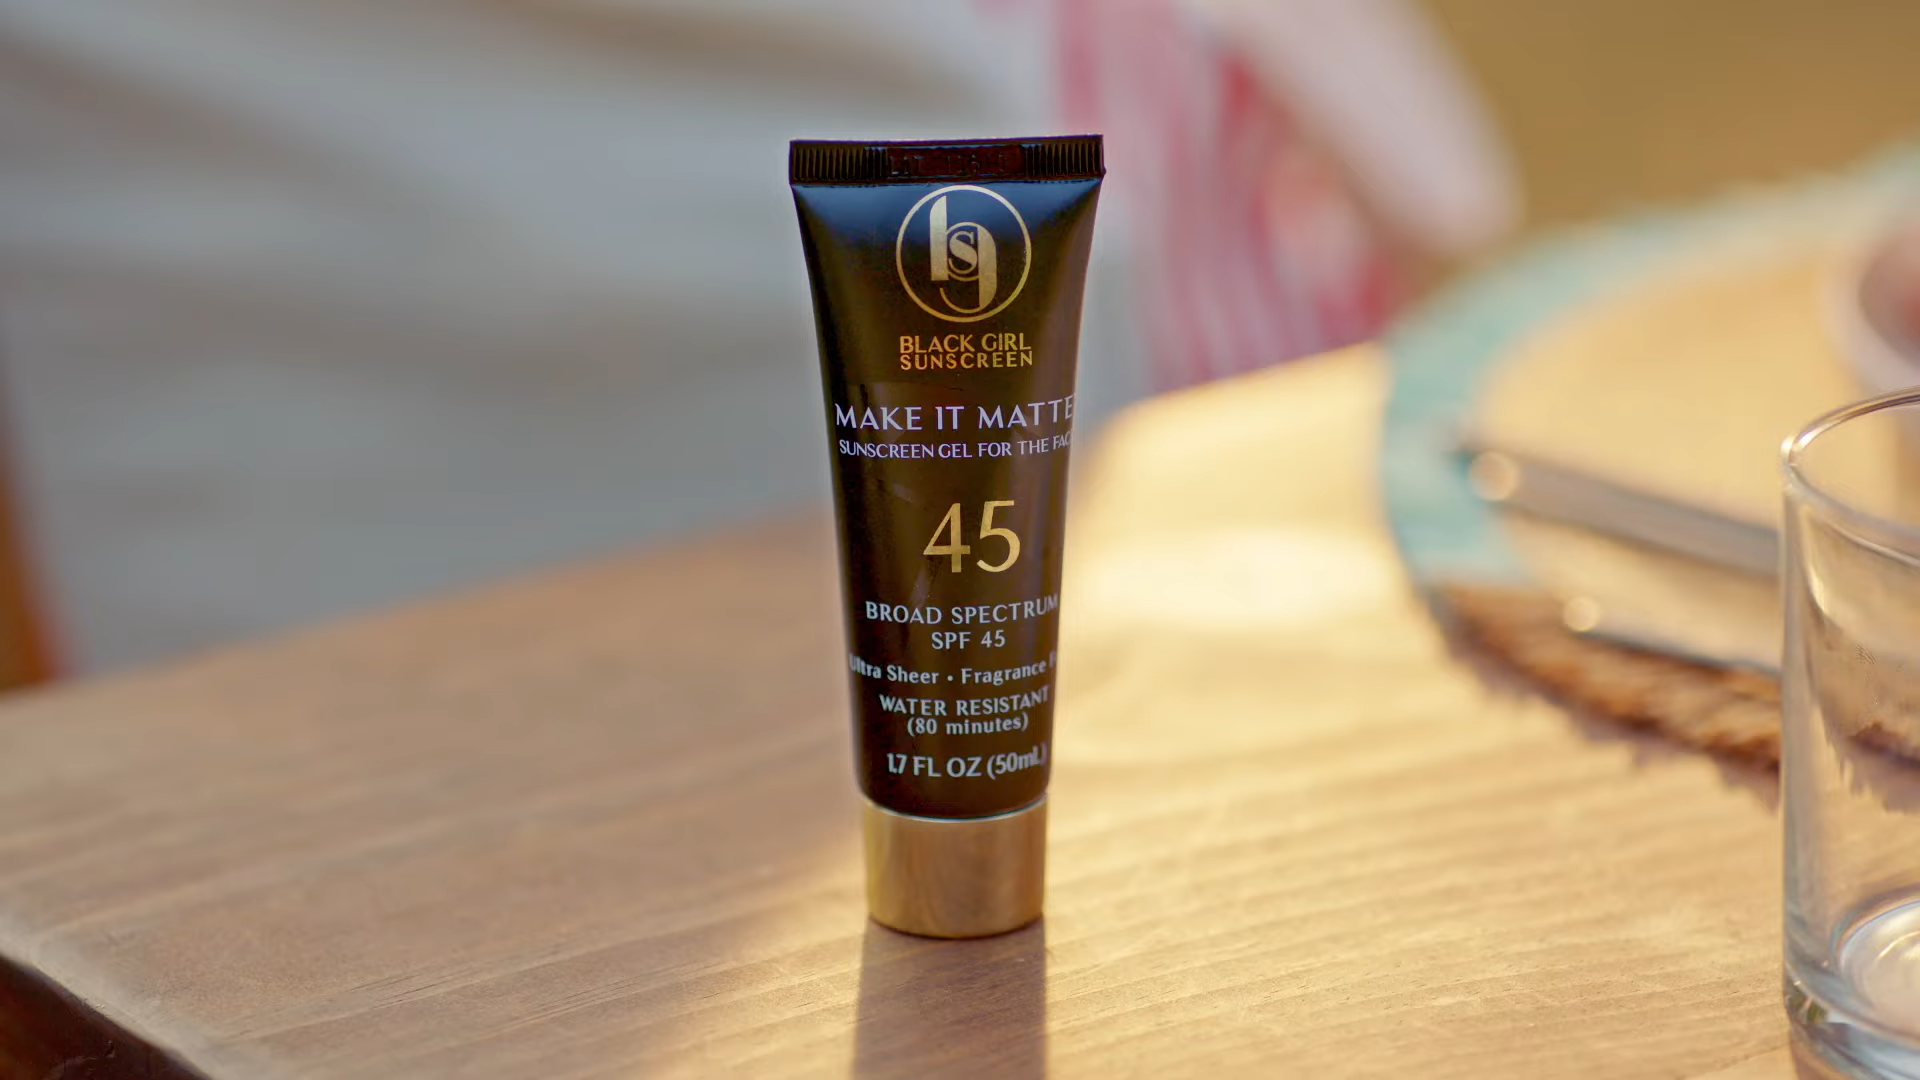 bsg
BLACK GIRL
SUNSCREEN
MAKE IT MATTE
SUNSCREEN GEL FOR THE FAC
45
BROAD SPECTRUM
SPF 45
Ultra Sheer • Fragrance F
WATER RESISTANT
(80 minutes)
1.7 FL OZ (50mL)